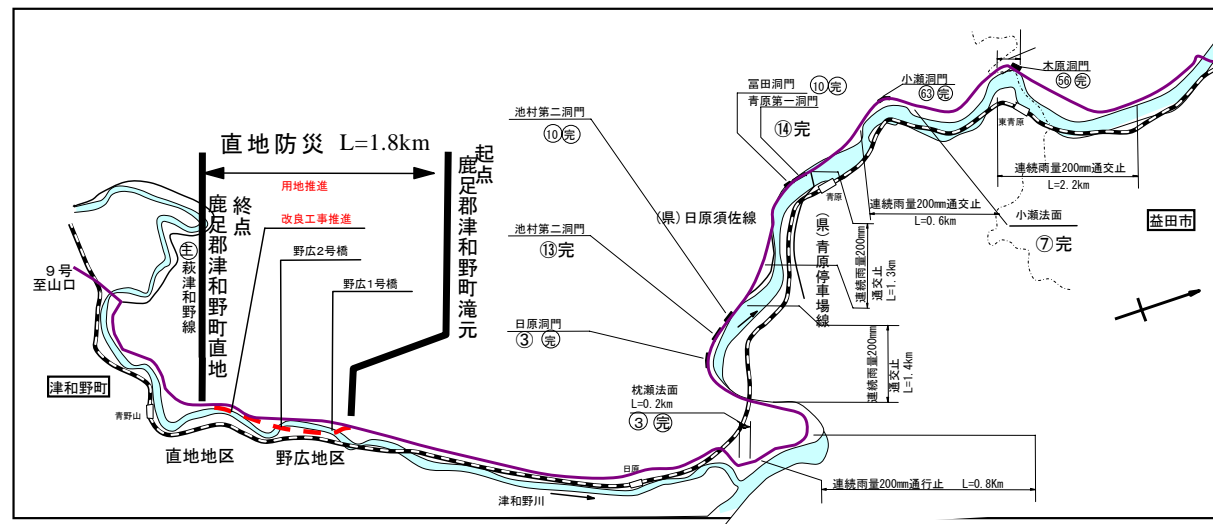 直地防災 L=1.8km
用地推進
改良工事推進
終点
鹿足郡津和野町直地
起点
鹿足郡津和野町滝元
主
萩津和野線
野広2号橋
野広1号橋
9号
至山口
津和野町
青野山
直地地区
野広地区
津和野川
日原
池村第二洞門
⑩完
池村第二洞門
⑬完
日原洞門
③ 完
枕瀬法面
L=0.2km
③ 完
冨田洞門 ⑩完
青原第一洞門
⑭完
小瀬洞門
63 完
木原洞門
56 完
東青原
青原
(県)日原須佐線
(県)青原停車場線
連続雨量200mm通交止
L=2.2km
連続雨量200mm通交止
L=0.6km
連続雨量200mm
通交止
L=1.3km
連続雨量200mm
通交止
L=1.4km
連続雨量200mm通行止 L=0.8Km
小瀬法面
⑦完
益田市